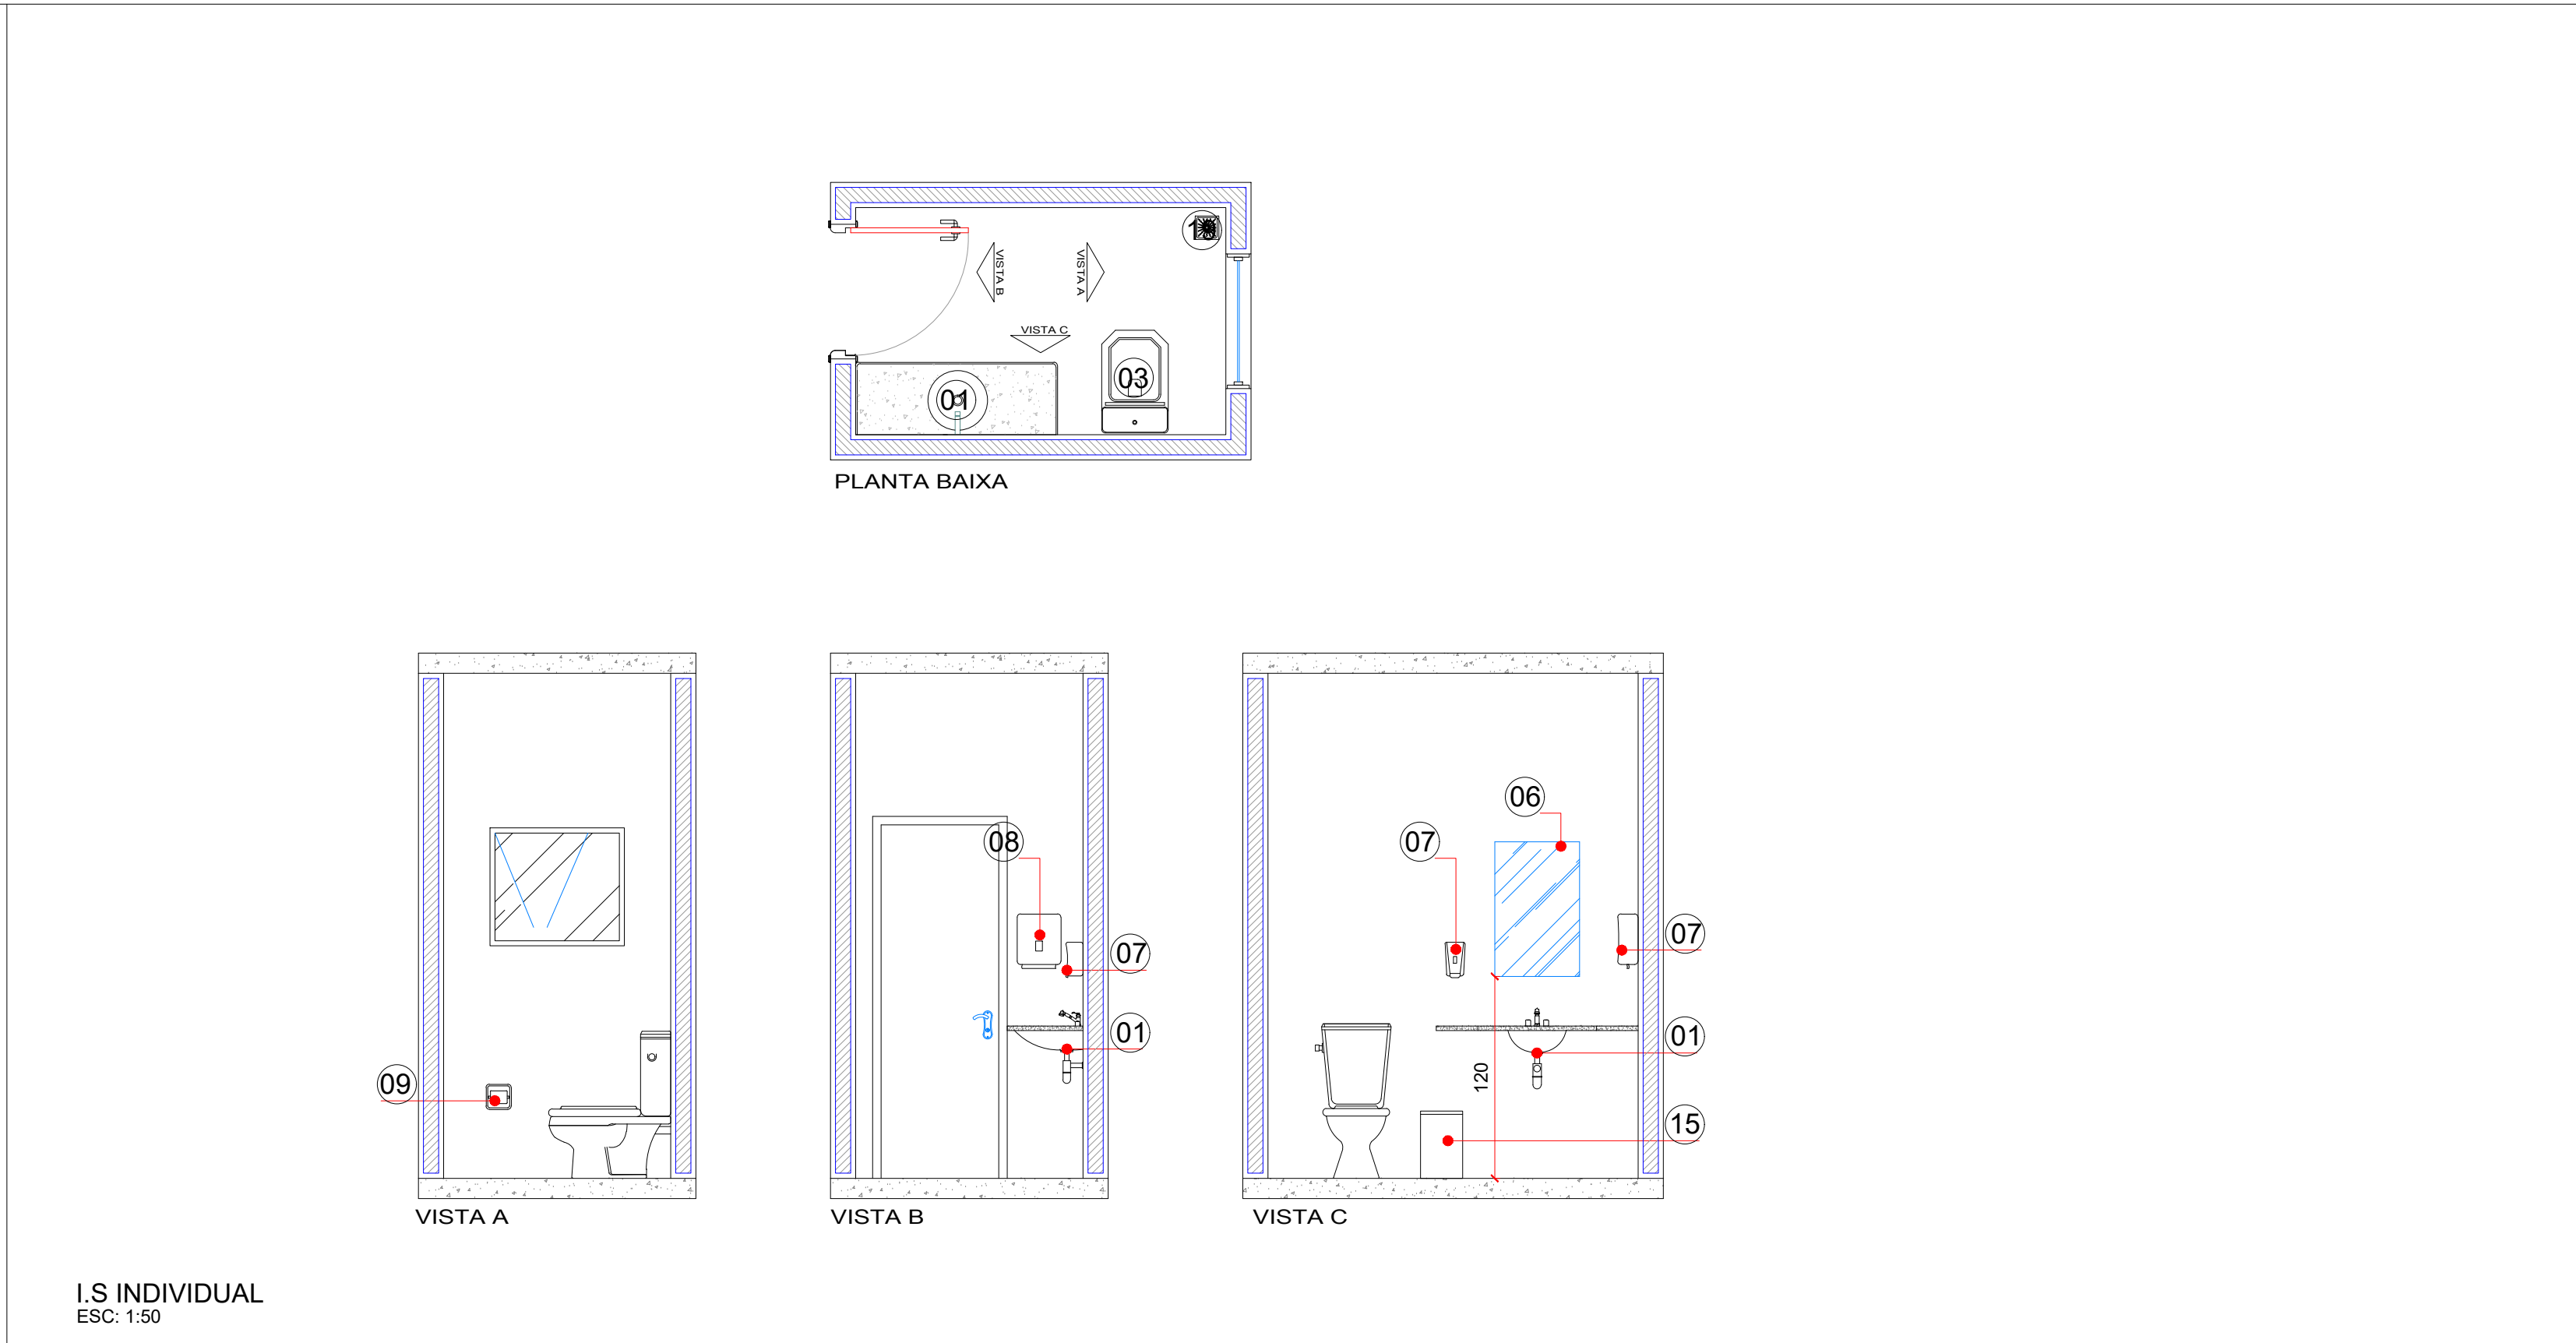 VISTA B
VISTA A
VISTA C
03
01
PLANTA BAIXA
06
08
07
07
07
01
01
120
09
15
VISTA A
VISTA B
VISTA C
I.S INDIVIDUAL
ESC: 1:50